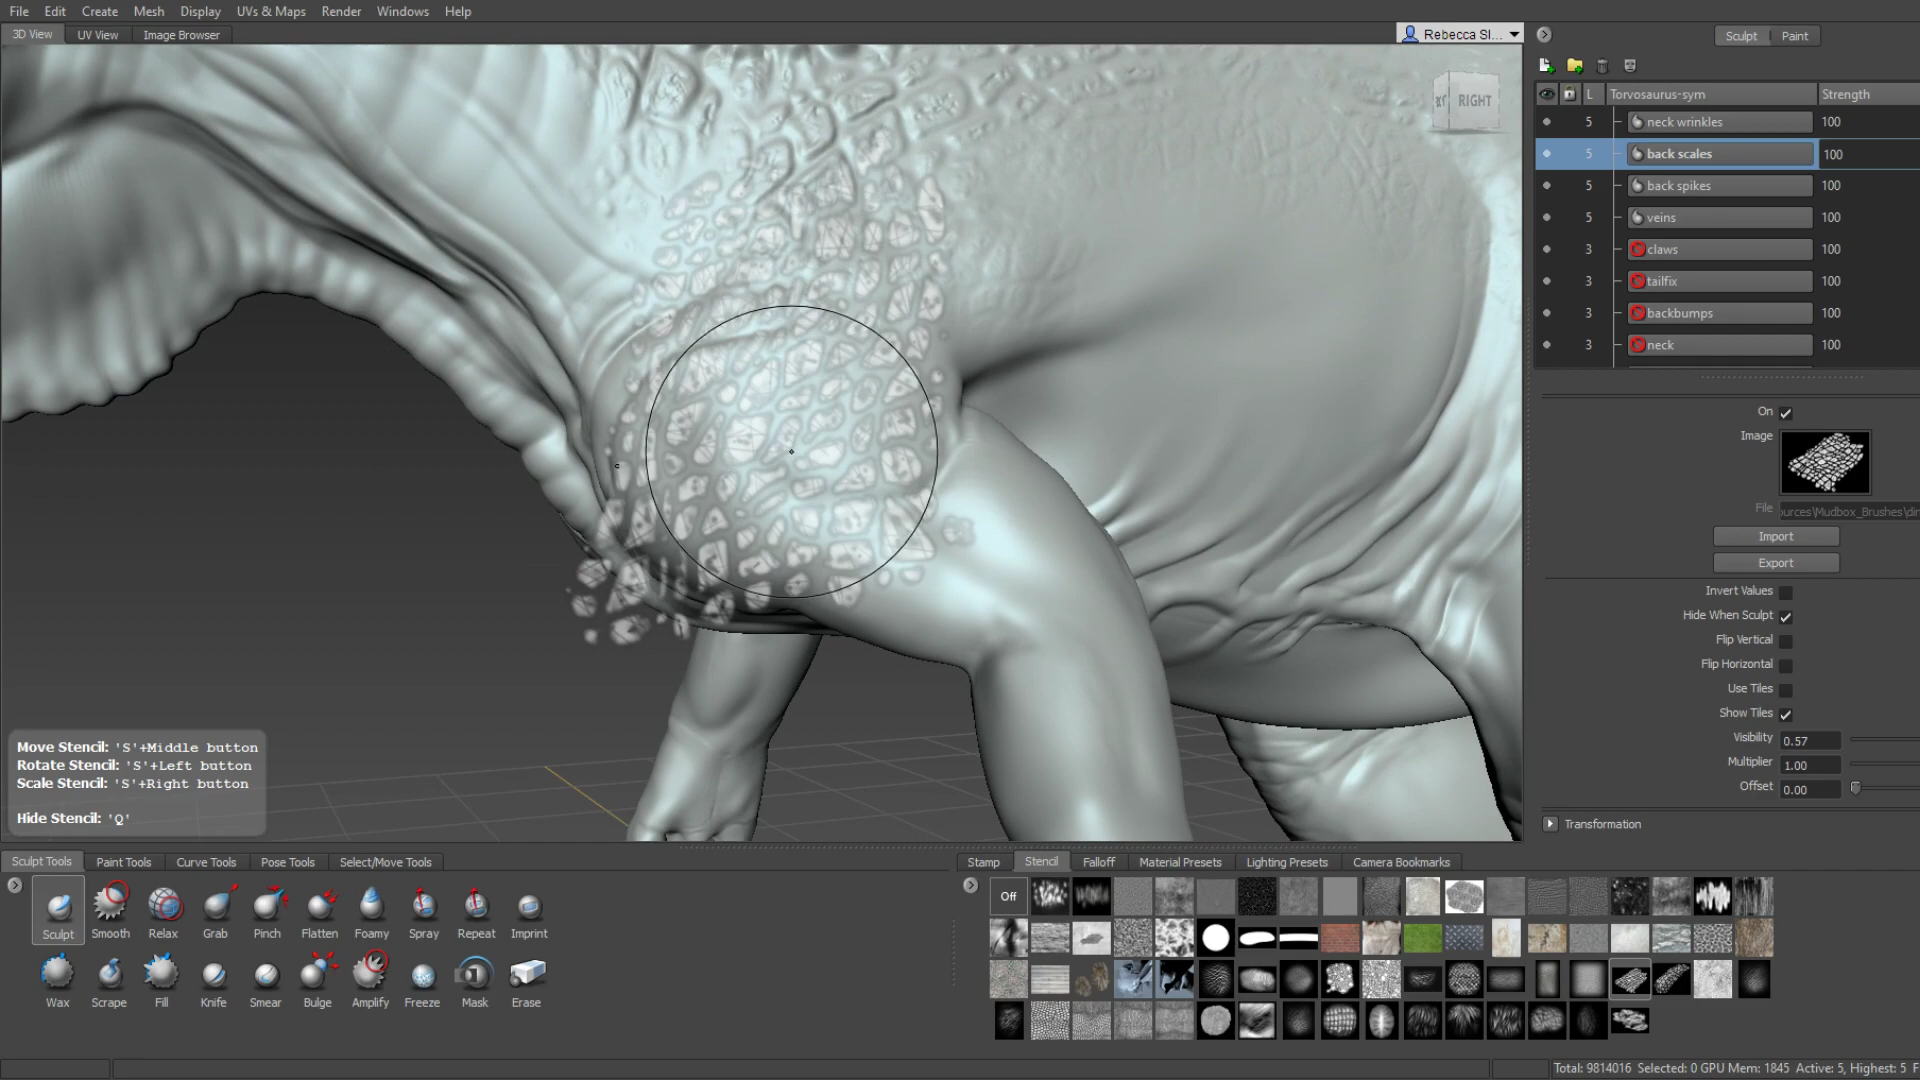 File Edit Create Mesh Display UVs & Maps Render Windows Help
3D View UV View Image Browser
Rebecca Sl...
Sculpt Paint
RIGHT
L Torvosaurus-sym Strength
5 neck wrinkles 100
5 back scales 100
5 back spikes 100
5 veins 100
3 claws 100
3 tailfix 100
3 backbumps 100
3 neck 100
On
Image
File urces\Mudbox_Brushes\di
Import
Export
Invert Values
Hide When Sculpt
Flip Vertical
Flip Horizontal
Use Tiles
Show Tiles
Visibility 0.57
Multiplier 1.00
Offset 0.00
Transformation
Move Stencil: 'S'+Middle button
Rotate Stencil: 'S'+Left button
Scale Stencil: 'S'+Right button
Hide Stencil: 'Q'
Sculpt Tools Paint Tools Curve Tools Pose Tools Select/Move Tools
Sculpt Smooth Relax Grab Pinch Flatten Foamy Spray Repeat Imprint
Wax Scrape Fill Knife Smear Bulge Amplify Freeze Mask Erase
Stamp Stencil Falloff Material Presets Lighting Presets Camera Bookmarks
Off
Total: 9814016 Selected: 0 GPU Mem: 1845 Active: 5, Highest: 5 F